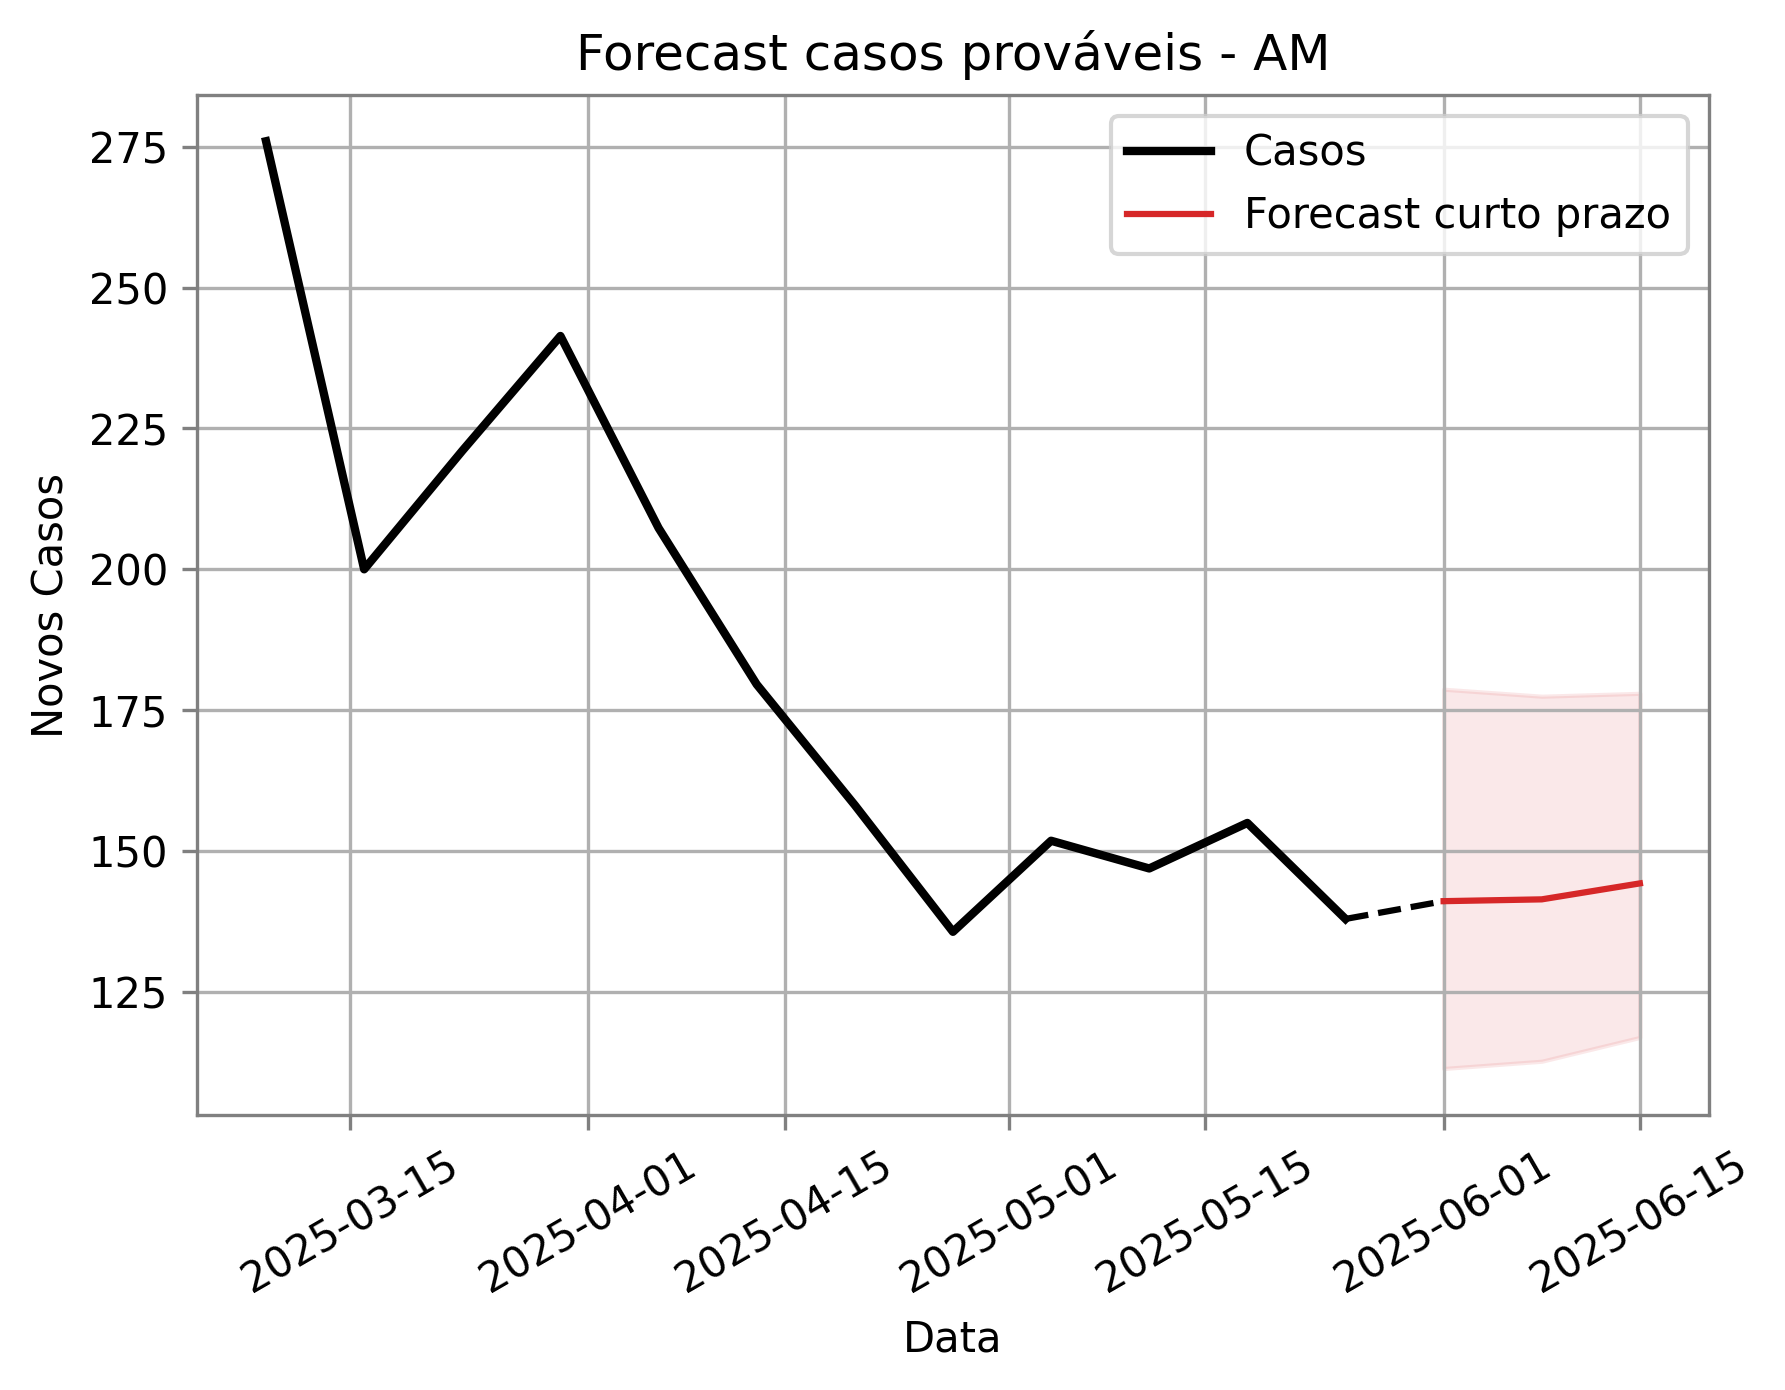 Forecast casos prováveis - AM
Casos
Forecast curto prazo
Novos Casos
275
250
225
200
175
150
125
2025-03-15
2025-04-01
2025-04-15
2025-05-01
2025-05-15
2025-06-01
2025-06-15
Data